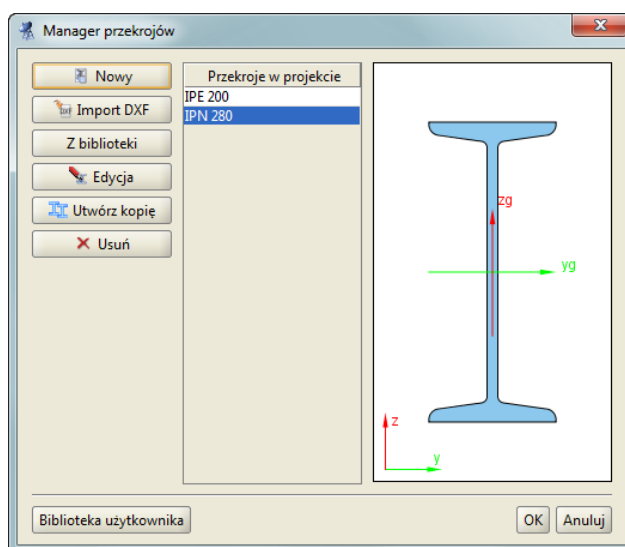 Manager przekrojów
Nowy
Import DXF
Z biblioteki
Edycja
Utwórz kopię
Usuń
Przekroje w projekcie
IPE 200
IPN 280
zg
yg
z
y
Biblioteka użytkownika
OK
Anuluj